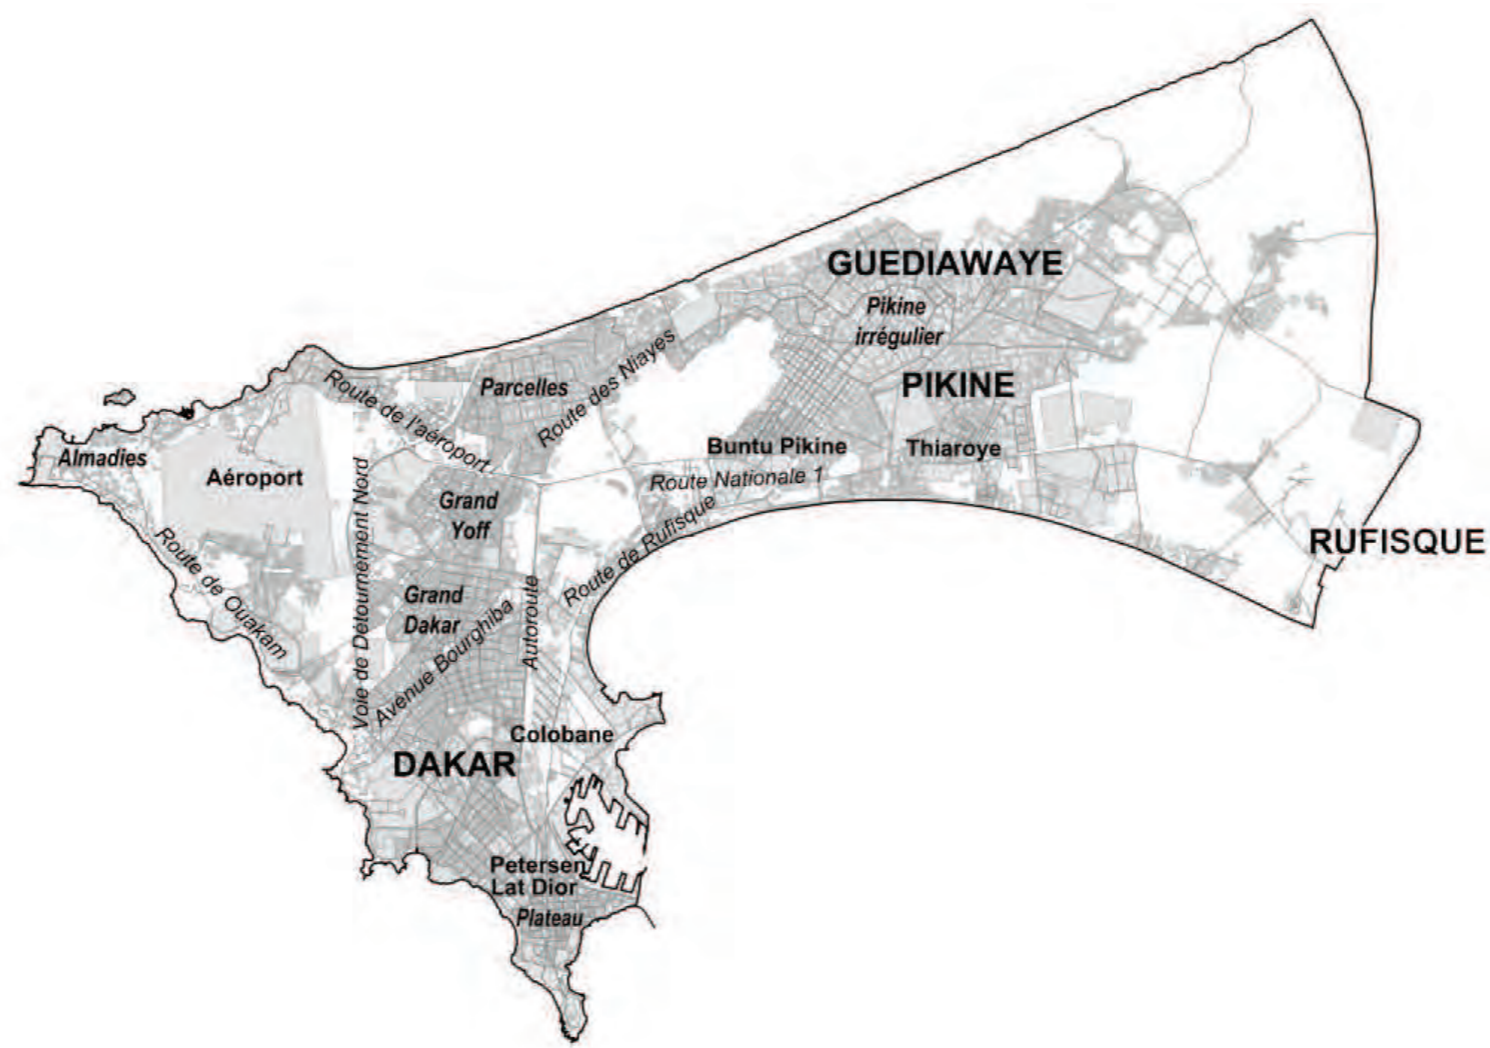 GUEDIAWAYE
Pikine
irrégulier
Route des Niayes
Parcelles
Route de l'aéroport
PIKINE
Almadies
Aéroport
Buntu Pikine
Thiaroye
Route Nationale 1
Grand
Yoff
Voie de Détournement Nord
Route de Rufisque
RUFISQUE
Route de Ouakam
Grand
Dakar
Avenue Bourghiba
Autoroute
Colobane
DAKAR
Petersen
Lat Dior
Plateau